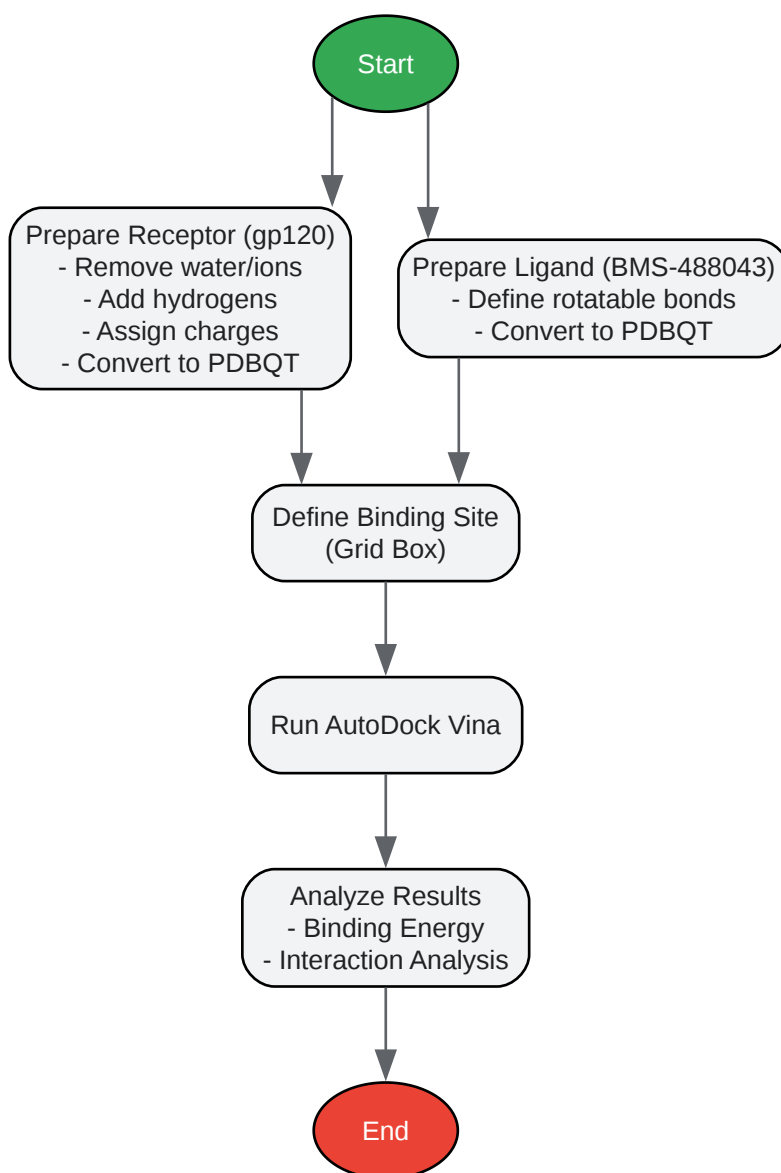 Start
Prepare Receptor (gp120)
- Remove water/ions
- Add hydrogens
- Assign charges
- Convert to PDBQT
Prepare Ligand (BMS-488043)
- Define rotatable bonds
- Convert to PDBQT
Define Binding Site
(Grid Box)
Run AutoDock Vina
Analyze Results
- Binding Energy
- Interaction Analysis
End